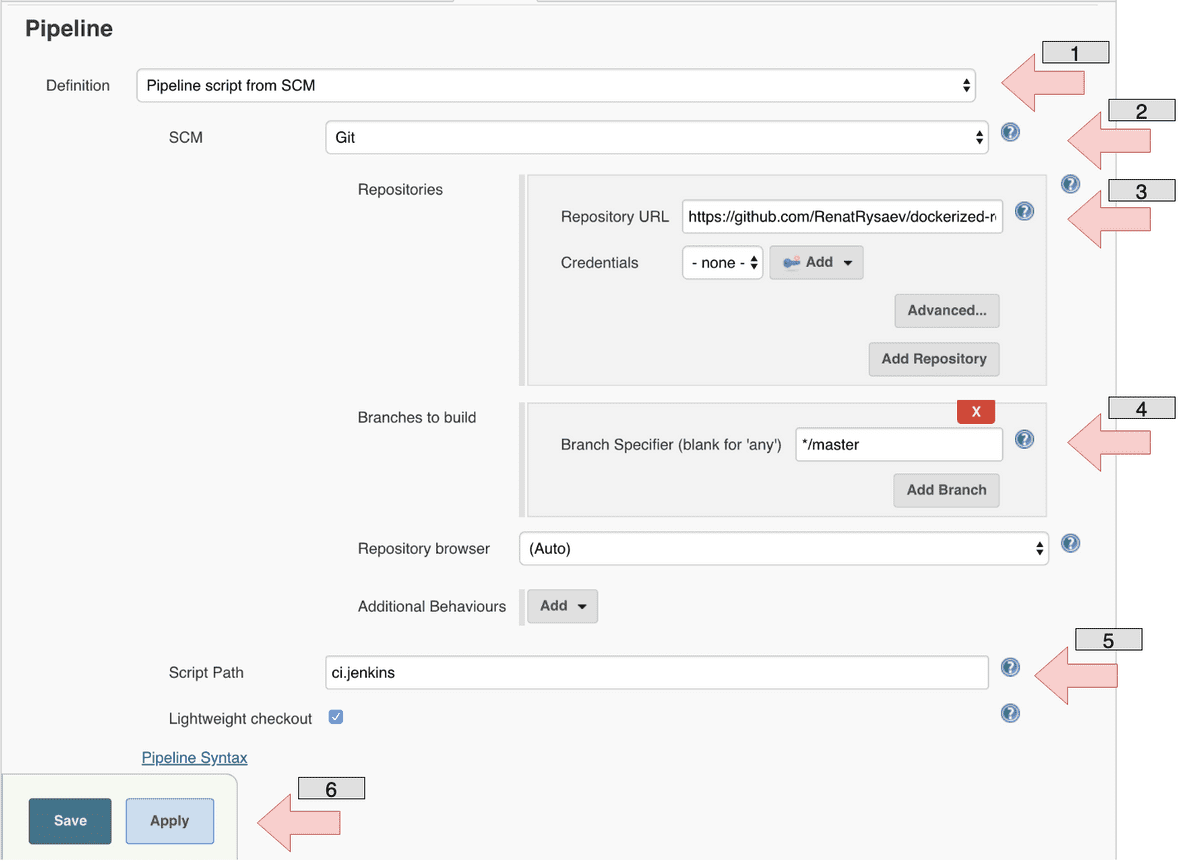 Pipeline
1
Definition Pipeline script from SCM
2
SCM Git
3
Repositories
Repository URL https://github.com/RenatRysaev/dockerized-r
Credentials - none - Add
Advanced...
Add Repository
4
Branches to build X
Branch Specifier (blank for 'any') */master
Add Branch
Repository browser (Auto)
Additional Behaviours Add
5
Script Path ci.jenkins
Lightweight checkout
Pipeline Syntax
6
Save Apply